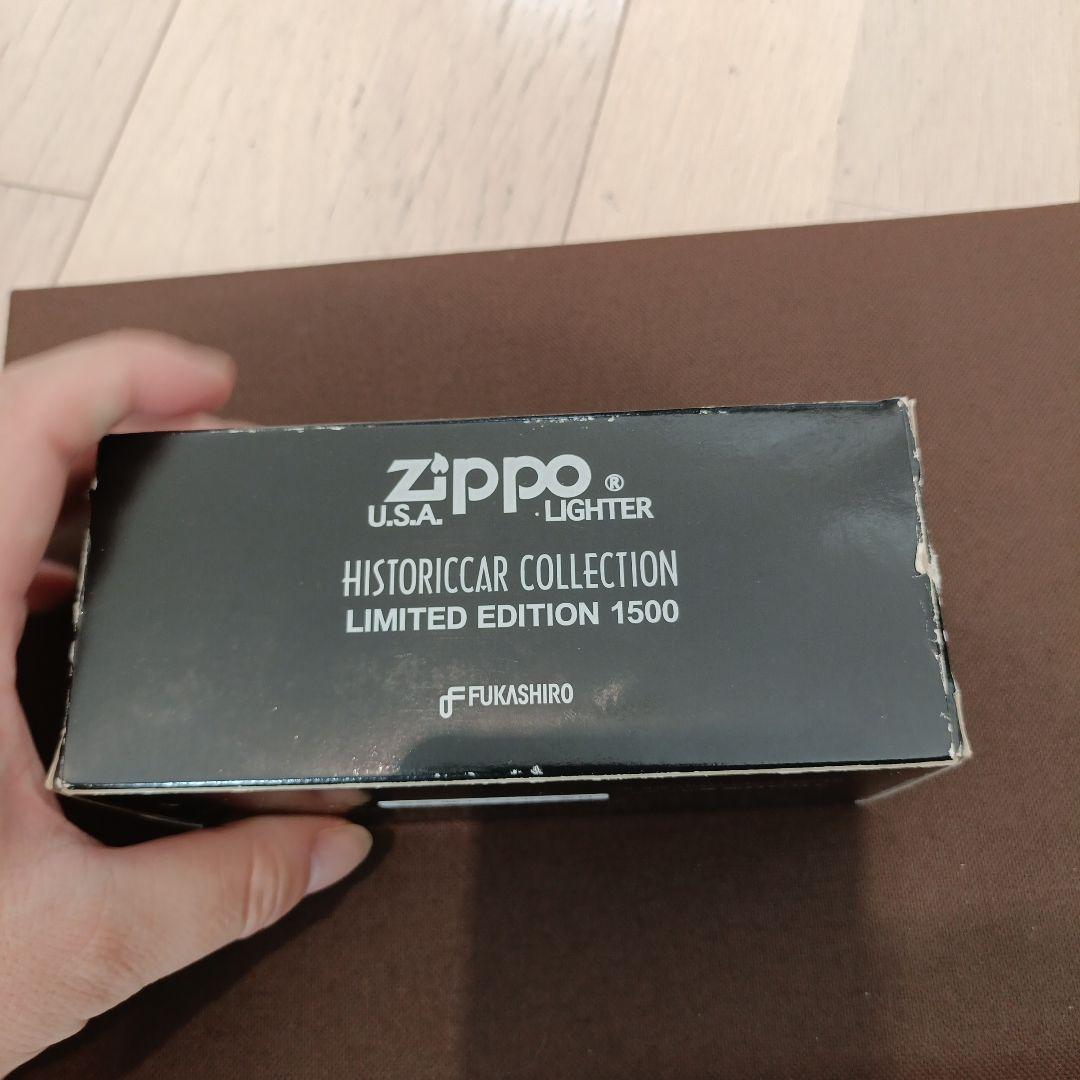 Zippo ®
U.S.A. LIGHTER
HISTORICCAR COLLECTION
LIMITED EDITION 1500
FUKASHIRO